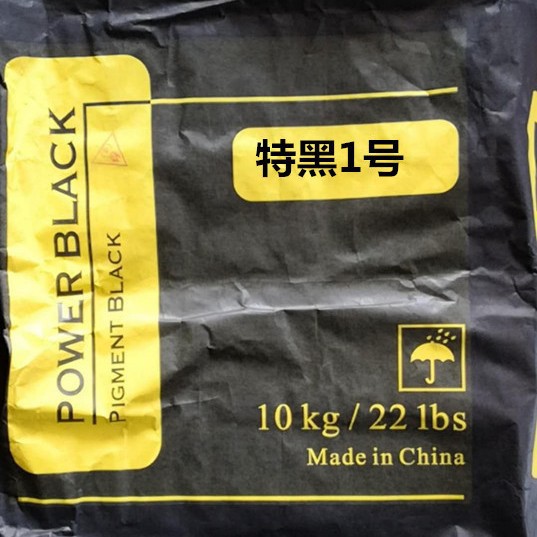 POWER BLACK
PIGMENT BLACK
特黑1号
10 kg / 22 lbs
Made in China